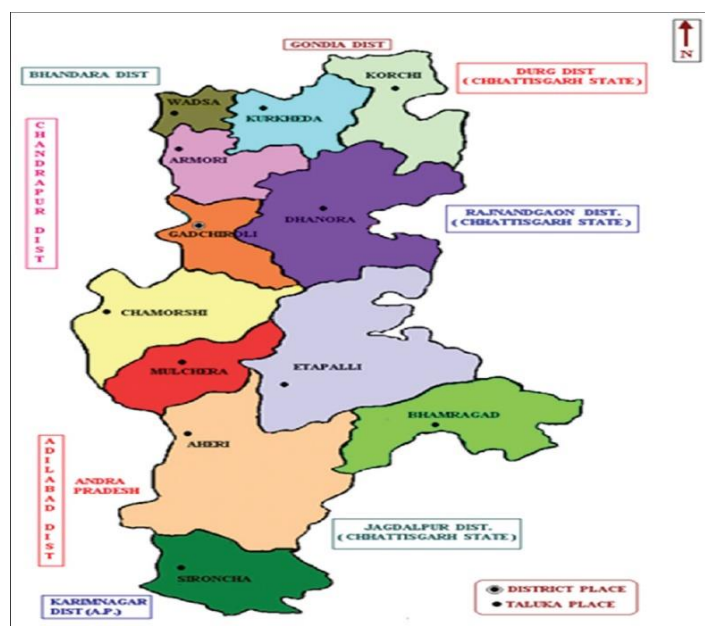 GONDIA DIST
N
BHANDARA DIST
KORCHI
DURG DIST
(CHHATTISGARH STATE)
WADSA
KURKHEDA
CHANDRAPUR DIST
ARMORI
DHANORA
RAJNANDGAON DIST.
(CHHATTISGARH STATE)
GADCHIROLI
CHAMORSHI
MULCHERA
ETAPALLI
BHAMRAGAD
AHERI
ADILABAD DIST
ANDRA
PRADESH
JAGDALPUR DIST.
(CHHATTISGARH STATE)
SIRONCHA
DISTRICT PLACE
TALUKA PLACE
KARIMNAGAR
DIST (A.P.)